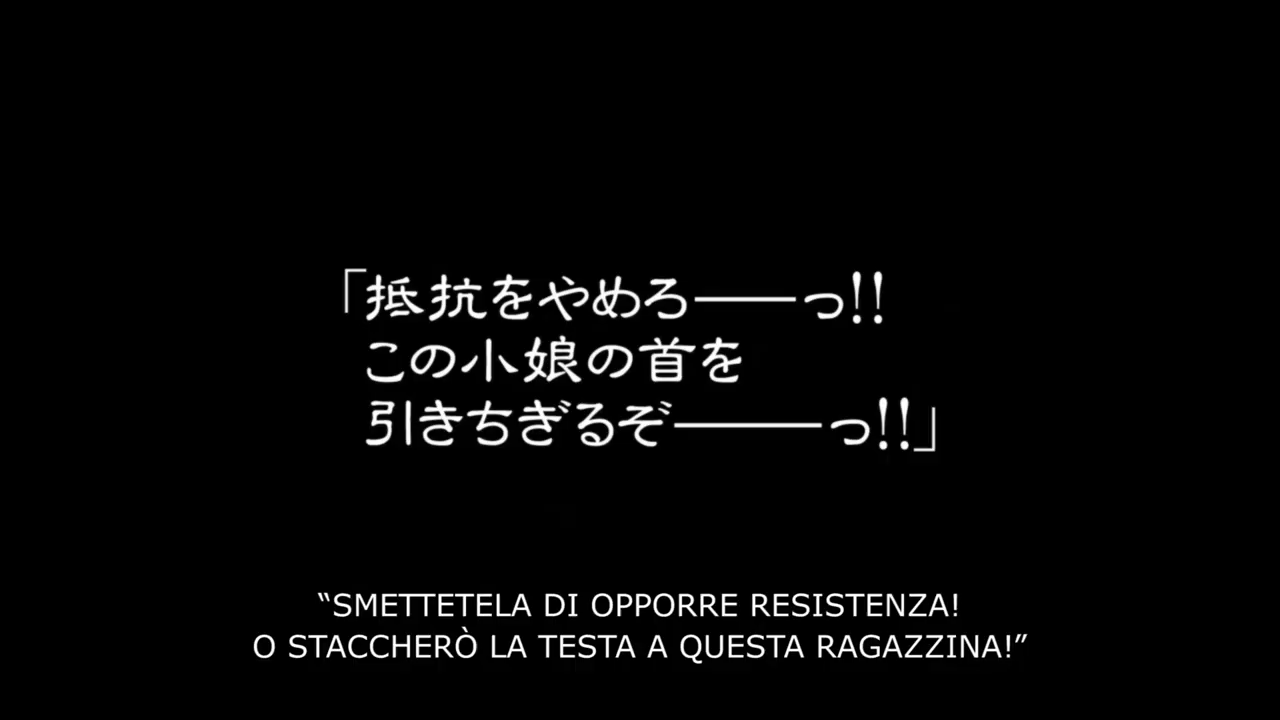 「抵抗をやめろ――っ!!
この小娘の首を
引きちぎるぞ―――っ!!」
“SMETTETELA DI OPPORRE RESISTENZA!
O STACCHERÒ LA TESTA A QUESTA RAGAZZINA!”